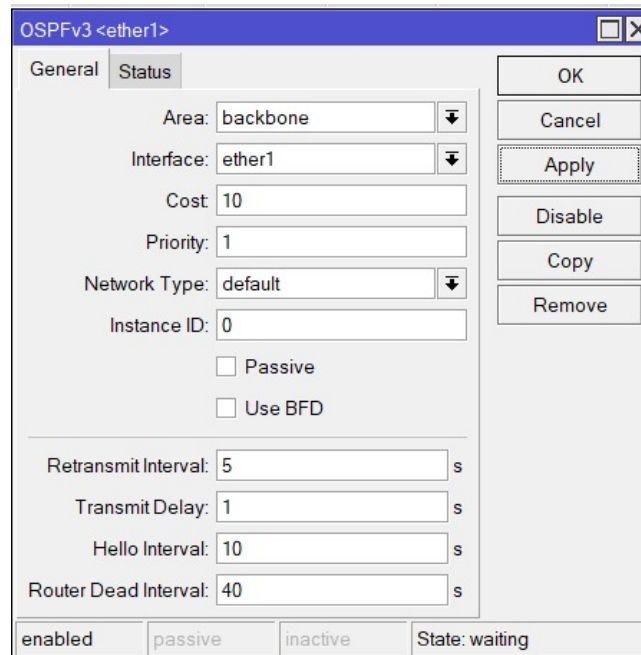 OSPFv3 <ether1>
General Status
OK
Area: backbone
Cancel
Interface: ether1
Apply
Cost: 10
Disable
Priority: 1
Copy
Network Type: default
Remove
Instance ID: 0
Passive
Use BFD
Retransmit Interval: 5 s
Transmit Delay: 1 s
Hello Interval: 10 s
Router Dead Interval: 40 s
enabled passive inactive State: waiting